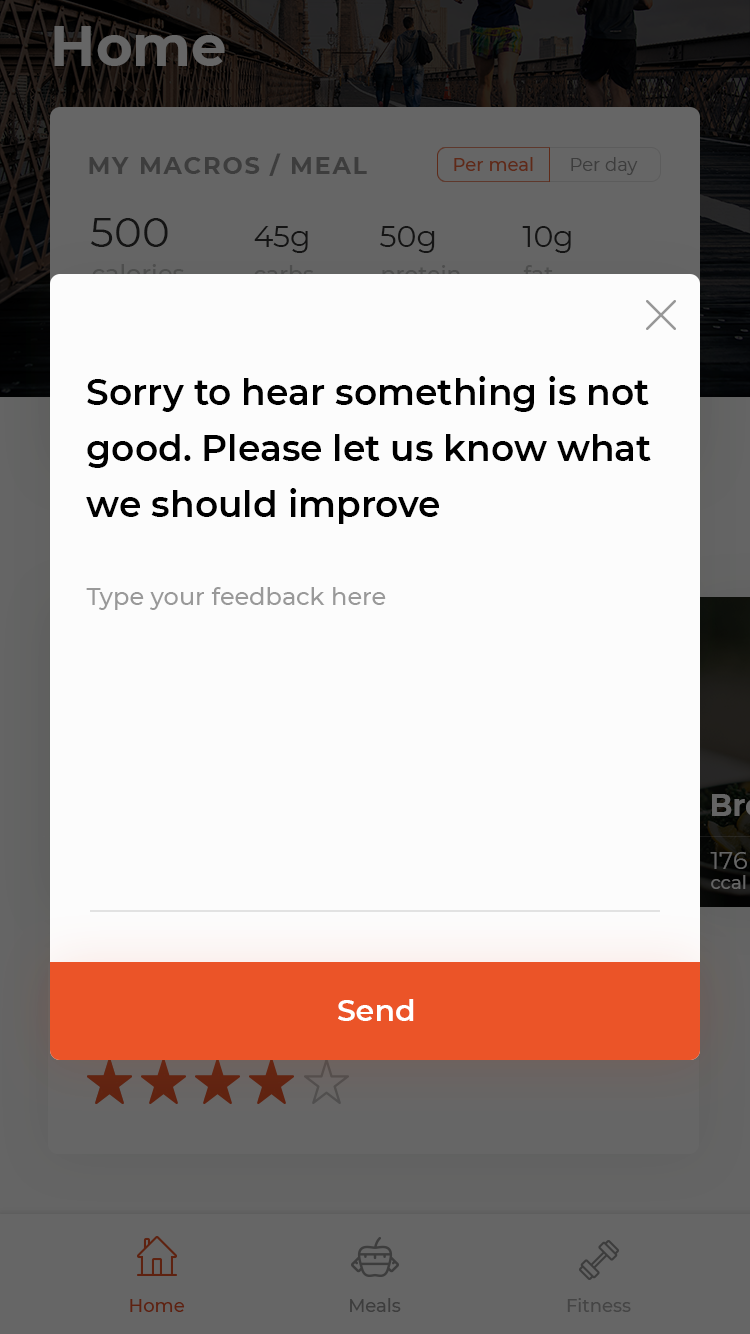 Home
MY MACROS / MEAL
Per meal
Per day
500
45g
50g
10g
calories
carbs
protein
fat
Sorry to hear something is not
good. Please let us know what
we should improve
Type your feedback here
176
ccal
Send
Home
Meals
Fitness